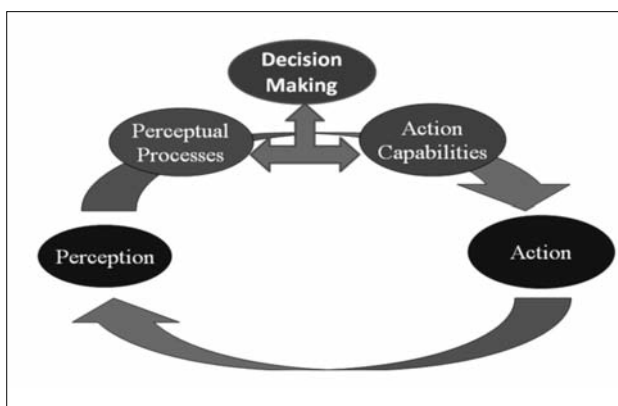 Decision
Making
Perceptual
Processes
Action
Capabilities
Perception
Action